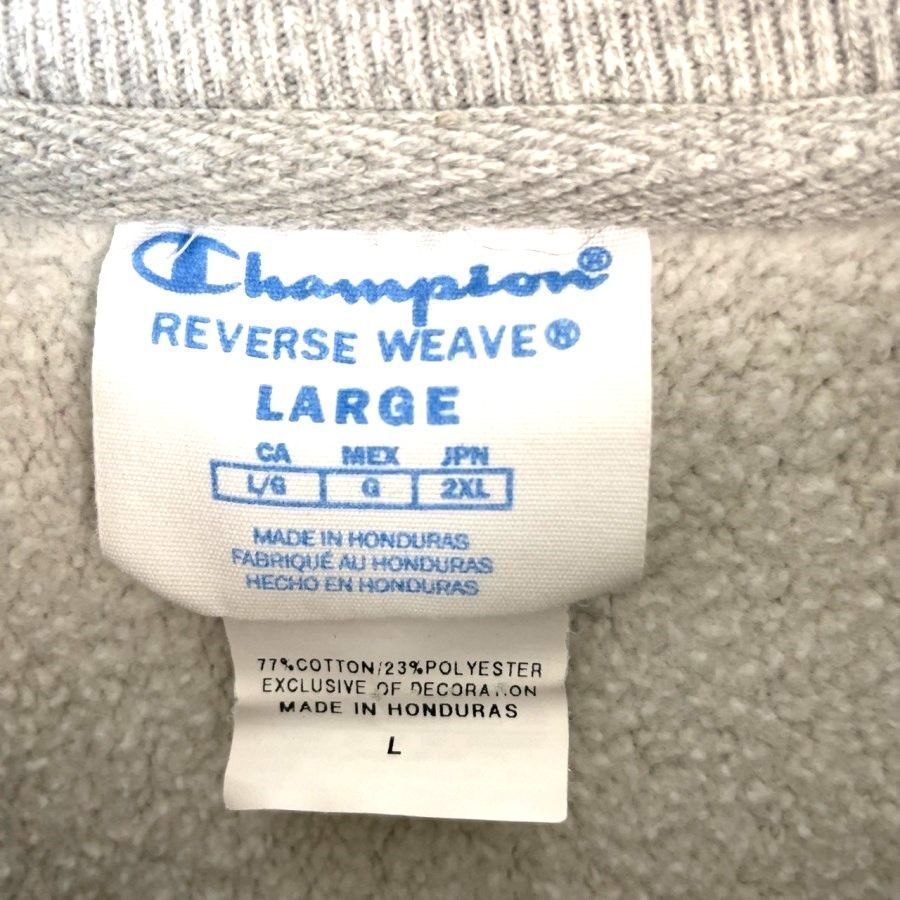 Champion®
REVERSE WEAVE®
LARGE
CA MEX JPN
L/G G 2XL
MADE IN HONDURAS
FABRIQUÉ AU HONDURAS
HECHO EN HONDURAS
77%COTTON/23%POLYESTER
EXCLUSIVE OF DECORATION
MADE IN HONDURAS
L